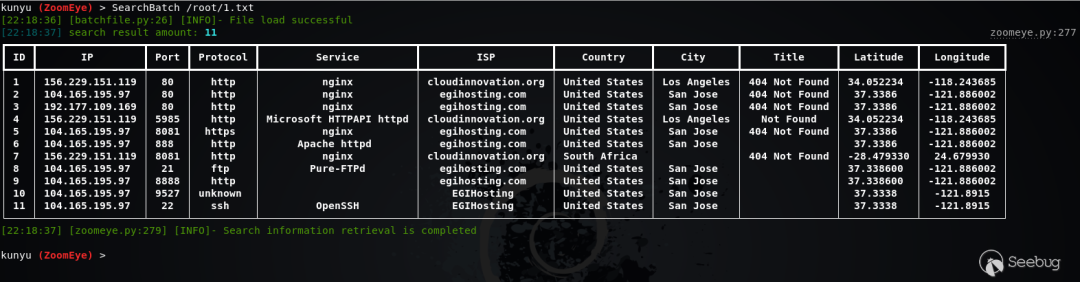 kunyu (ZoomEye) > SearchBatch /root/1.txt
[22:18:36] [batchfile.py:26] [INFO]- File load successful
[22:18:37] search result amount: 11 zoomeye.py:277
ID IP Port Protocol Service ISP Country City Title Latitude Longitude
1 156.229.151.119 80 http nginx cloudinnovation.org United States Los Angeles 404 Not Found 34.052234 -118.243685
2 104.165.195.97 80 http nginx egihosting.com United States San Jose 404 Not Found 37.3386 -121.886002
3 192.177.109.169 80 http nginx egihosting.com United States San Jose 404 Not Found 37.3386 -121.886002
4 156.229.151.119 5985 http Microsoft HTTPAPI httpd cloudinnovation.org United States Los Angeles Not Found 34.052234 -118.243685
5 104.165.195.97 8081 https nginx egihosting.com United States San Jose 404 Not Found 37.3386 -121.886002
6 104.165.195.97 888 http Apache httpd egihosting.com United States San Jose 37.3386 -121.886002
7 156.229.151.119 8081 http nginx cloudinnovation.org South Africa 404 Not Found -28.479330 24.679930
8 104.165.195.97 21 ftp Pure-FTPd egihosting.com United States San Jose 37.338600 -121.886002
9 104.165.195.97 8888 http egihosting.com United States San Jose 37.338600 -121.886002
10 104.165.195.97 9527 unknown EGIHosting United States San Jose 37.3338 -121.8915
11 104.165.195.97 22 ssh OpenSSH EGIHosting United States San Jose 37.3338 -121.8915
[22:18:37] [zoomeye.py:279] [INFO]- Search information retrieval is completed
kunyu (ZoomEye) >
Seebug